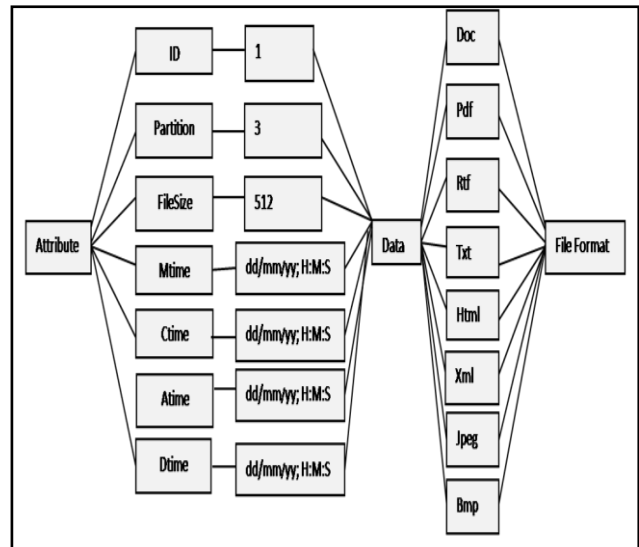 Attribute
ID
1
Partition
3
FileSize
512
Mtime
dd/mm/yy; H:M:S
Ctime
dd/mm/yy; H:M:S
Atime
dd/mm/yy; H:M:S
Dtime
dd/mm/yy; H:M:S
Data
Doc
Pdf
Rtf
Txt
Html
Xml
Jpeg
Bmp
File Format